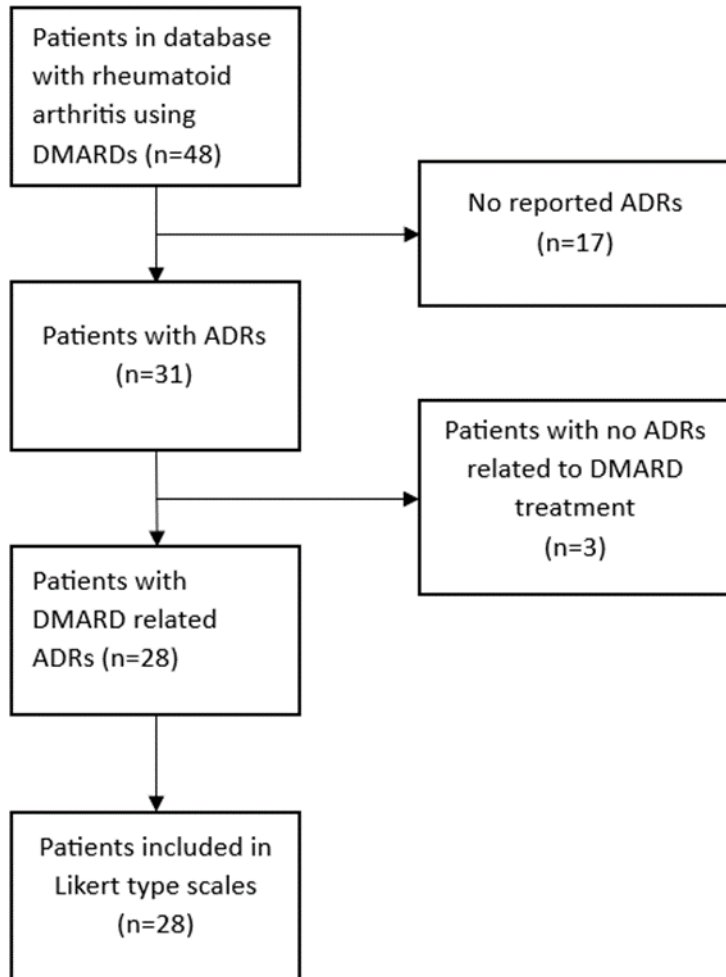 Patients in database
with rheumatoid
arthritis using
DMARDs (n=48)
No reported ADRs
(n=17)
Patients with ADRs
(n=31)
Patients with no ADRs
related to DMARD
treatment
(n=3)
Patients with
DMARD related
ADRs (n=28)
Patients included in
Likert type scales
(n=28)